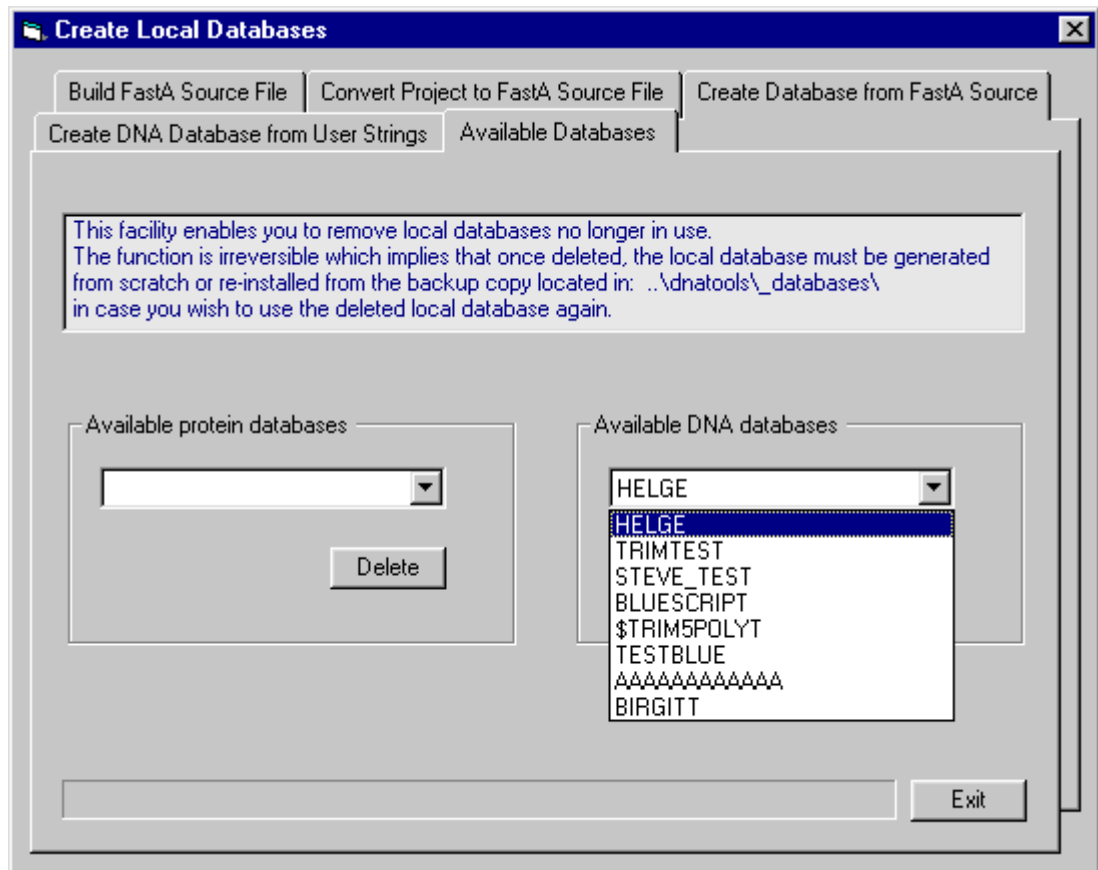 Create Local Databases
Build FastA Source File
Convert Project to FastA Source File
Create Database from FastA Source
Create DNA Database from User Strings
Available Databases
This facility enables you to remove local databases no longer in use.
The function is irreversible which implies that once deleted, the local database must be generated
from scratch or re-installed from the backup copy located in:  ..\dnatools\_databases\
in case you wish to use the deleted local database again.
Available protein databases
Delete
Available DNA databases
HELGE
HELGE
TRIMTEST
STEVE_TEST
BLUESCRIPT
$TRIM5POLYT
TESTBLUE
AAAAAAAAAAAA
BIRGITT
Exit